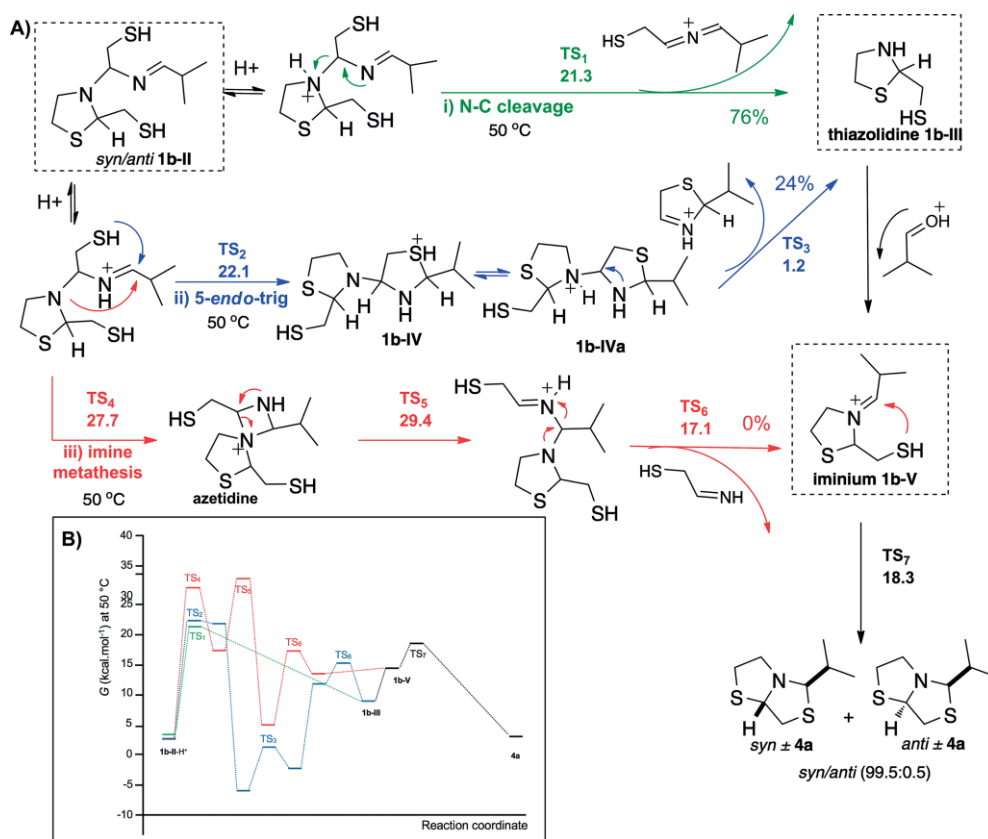 A)
SH
N
N
SH
S
H
syn/anti 1b-II
H+
SH
H
N
+
N
SH
S
H
i) N-C cleavage
50 °C
HS
N
+
TS1
21.3
76%
HN
H
S
HS
thiazolidine 1b-III
H+
SH
+
N
H
N
SH
S
H
TS2
22.1
ii) 5-endo-trig
50 °C
+
SH
S
N
H
N
H
H
HS
1b-IV
S
N
+
H
H
S
N
H
H
HS
1b-IVa
S
+
N
H
H
24%
TS3
1.2
+
OH
TS4
27.7
iii) imine
metathesis
50 °C
HS
NH
N
+
S
SH
azetidine
TS5
29.4
HS
+
H
N
N
S
SH
TS6
17.1
0%
HS
NH
+
N
S
SH
iminium 1b-V
TS7
18.3
N
S
H
S
syn ± 4a
+
N
S
H
S
anti ± 4a
syn/anti (99.5:0.5)
B)
G (kcal.mol-1) at 50 °C
40
35
30
25
20
15
10
5
0
-5
-10
TS4
TS5
TS2
TS1
TS6
TS6
TS7
TS3
1b-V
1b-III
1b-II-H+
4a
Reaction coordinate